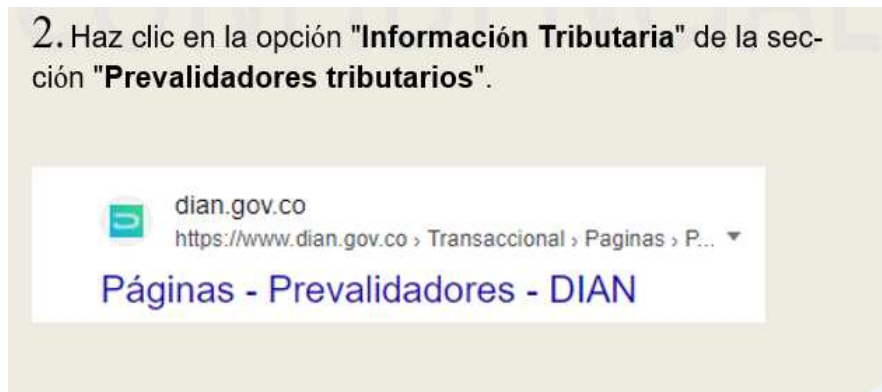 2. Haz clic en la opción "Información Tributaria" de la sec-
ción "Prevalidadores tributarios".
dian.gov.co
https://www.dian.gov.co › Transaccional › Paginas › P...
Páginas - Prevalidadores - DIAN